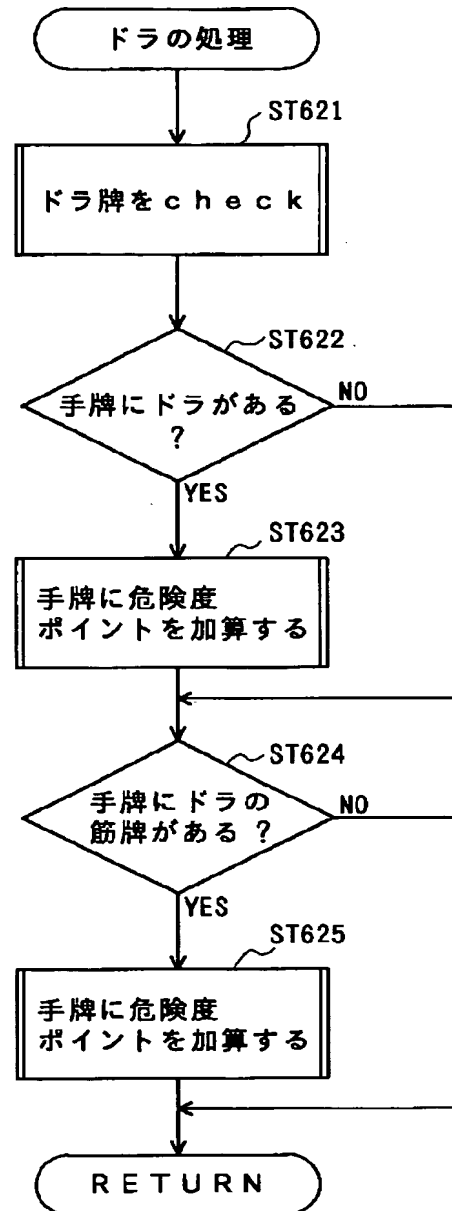 ドラの処理
ST621
ドラ牌をcheck
ST622
手牌にドラがある
?
NO
YES
ST623
手牌に危険度
ポイントを加算する
ST624
手牌にドラの
筋牌がある ?
NO
YES
ST625
手牌に危険度
ポイントを加算する
RETURN